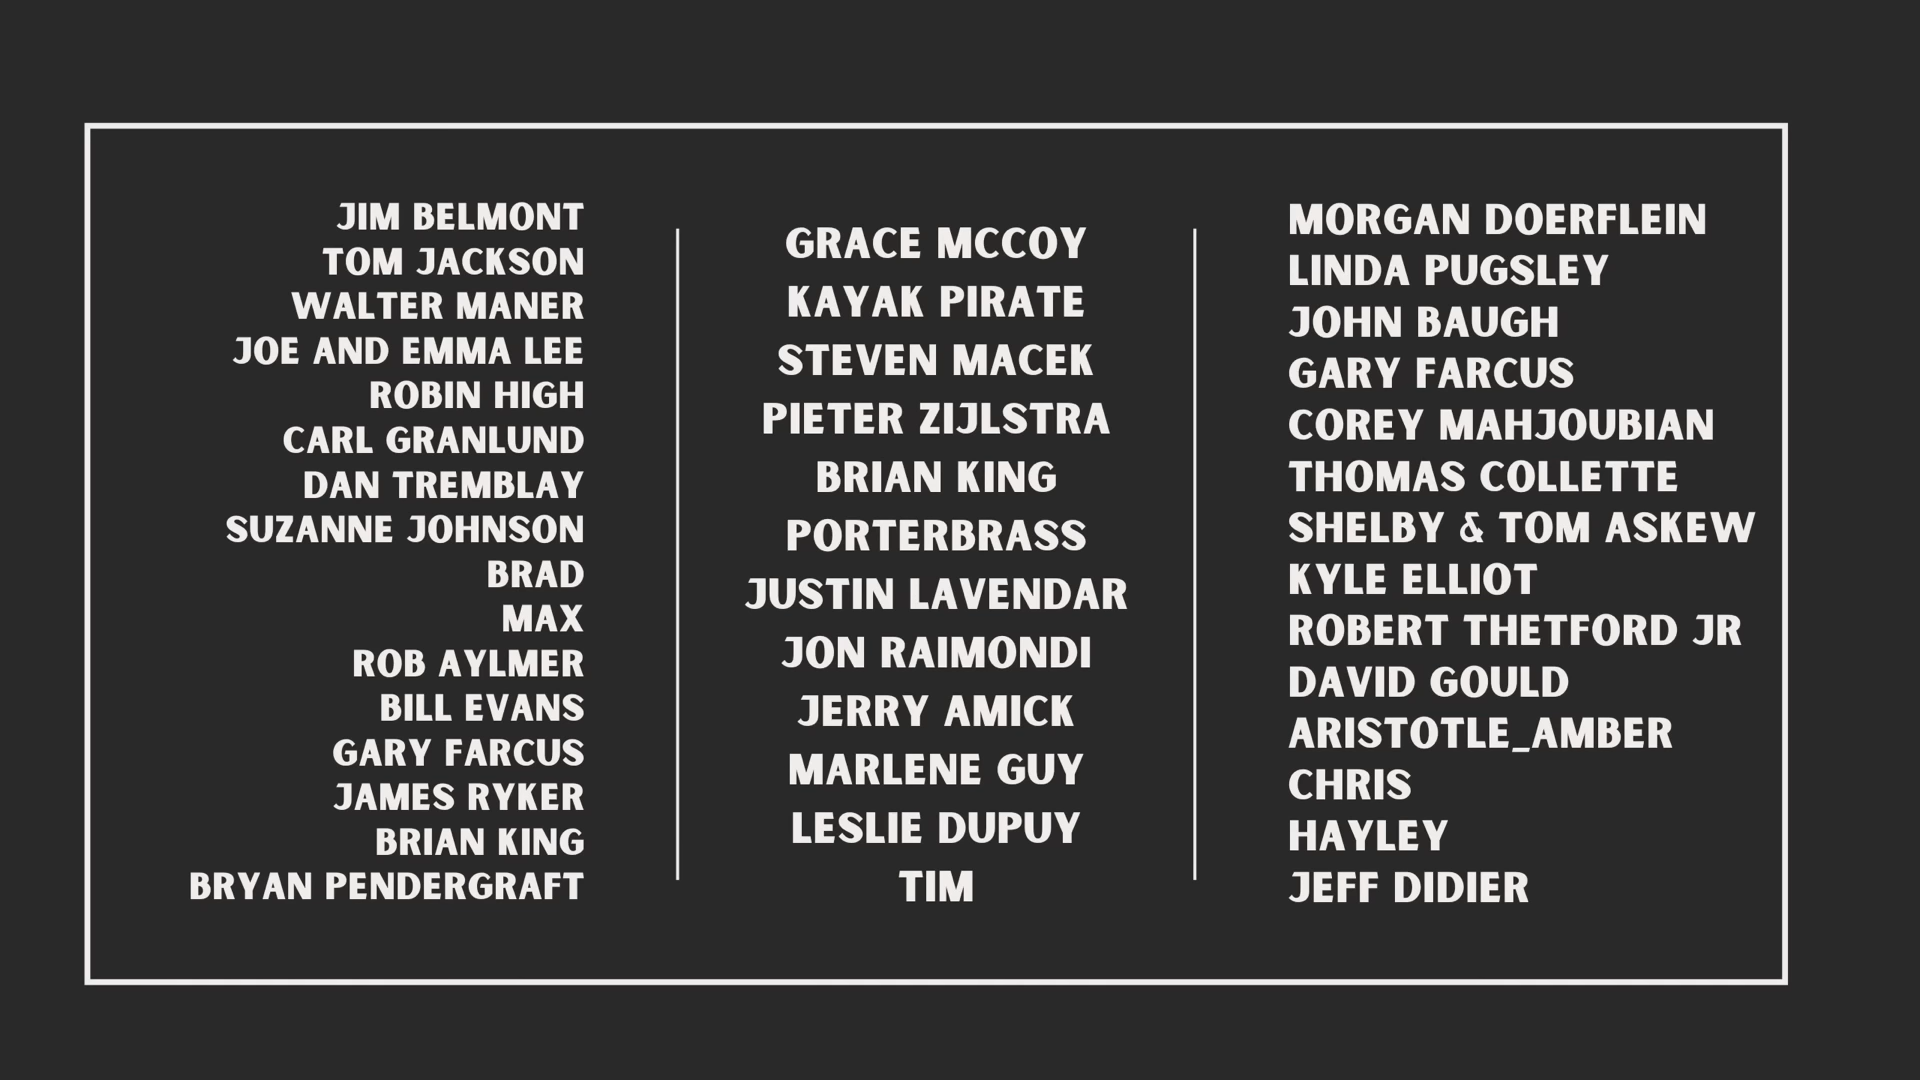 JIM BELMONT
TOM JACKSON
WALTER MANER
JOE AND EMMA LEE
ROBIN HIGH
CARL GRANLUND
DAN TREMBLAY
SUZANNE JOHNSON
BRAD
MAX
ROB AYLMER
BILL EVANS
GARY FARCUS
JAMES RYKER
BRIAN KING
BRYAN PENDERGRAFT
GRACE MCCOY
KAYAK PIRATE
STEVEN MACEK
PIETER ZIJLSTRA
BRIAN KING
PORTERBRASS
JUSTIN LAVENDAR
JON RAIMONDI
JERRY AMICK
MARLENE GUY
LESLIE DUPUY
TIM
MORGAN DOERFLEIN
LINDA PUGSLEY
JOHN BAUGH
GARY FARCUS
COREY MAHJOUBIAN
THOMAS COLLETTE
SHELBY & TOM ASKEW
KYLE ELLIOT
ROBERT THETFORD JR
DAVID GOULD
ARISTOTLE_AMBER
CHRIS
HAYLEY
JEFF DIDIER